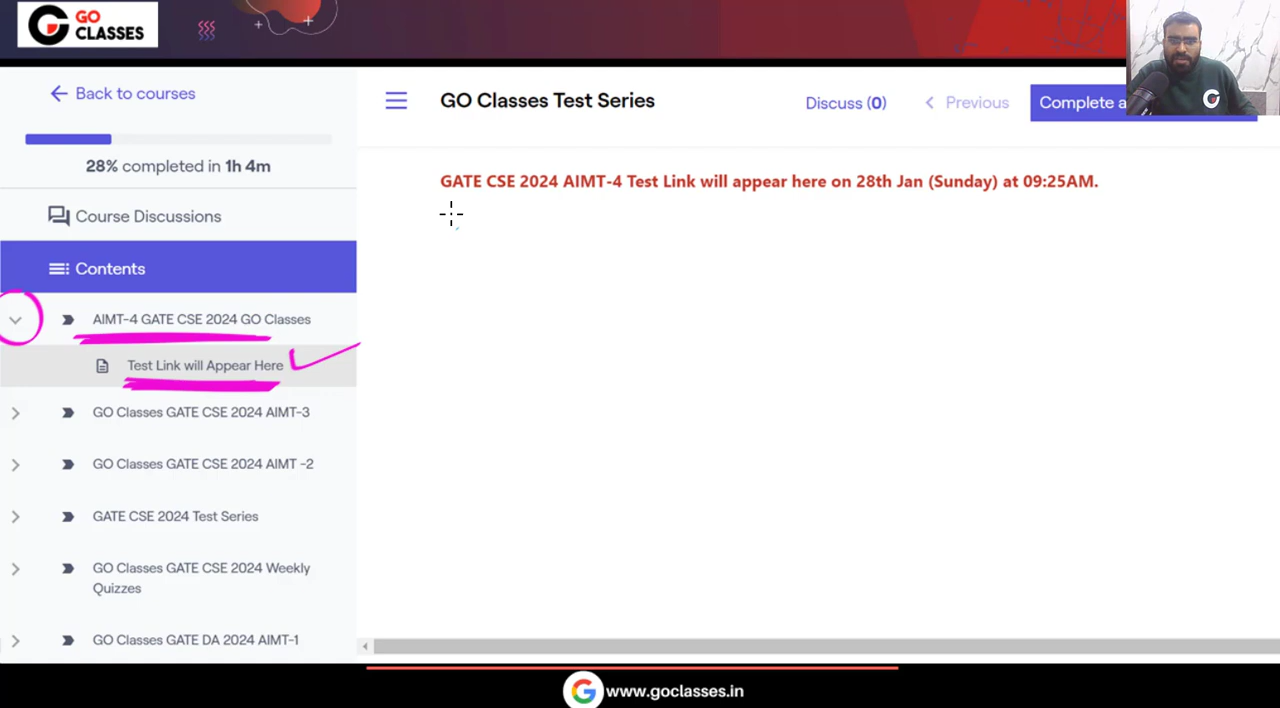 GO
CLASSES
Back to courses
28% completed in 1h 4m
Course Discussions
Contents
AIMT-4 GATE CSE 2024 GO Classes
Test Link will Appear Here
GO Classes GATE CSE 2024 AIMT-3
GO Classes GATE CSE 2024 AIMT -2
GATE CSE 2024 Test Series
GO Classes GATE CSE 2024 Weekly
Quizzes
GO Classes GATE DA 2024 AIMT-1
GO Classes Test Series
Discuss (0)
Previous
Complete a
GATE CSE 2024 AIMT-4 Test Link will appear here on 28th Jan (Sunday) at 09:25AM.
www.goclasses.in